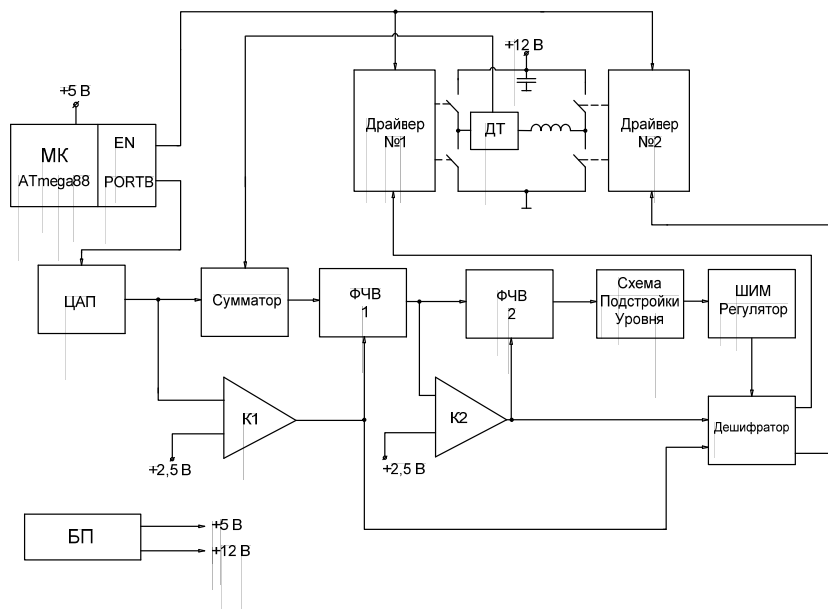 +12 В
+5 В
МК
ATmega88
EN
PORTB
Драйвер
№1
ДТ
Драйвер
№2
ЦАП
Сумматор
ФЧВ
1
ФЧВ
2
Схема
Подстройки
Уровня
ШИМ
Регулятор
К1
+2,5 В
К2
+2,5 В
Дешифратор
БП
+5 В
+12 В